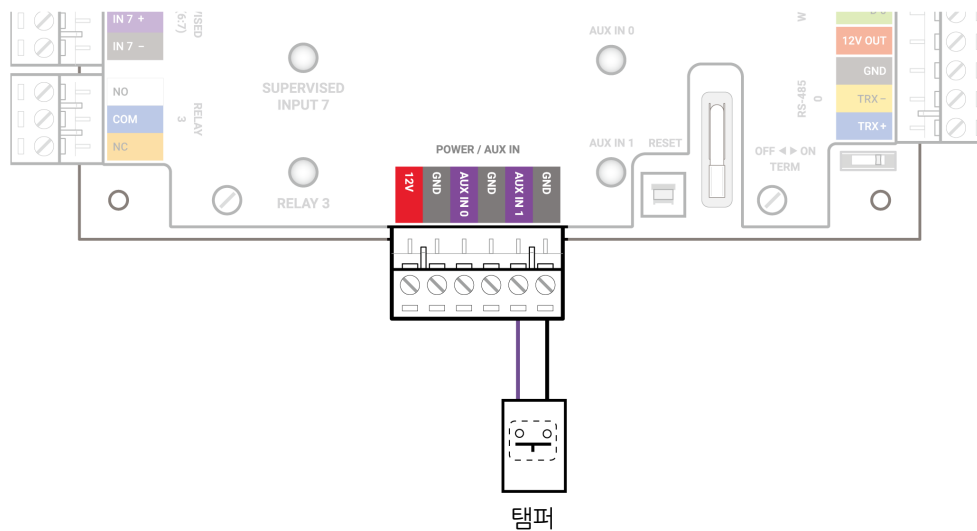 IN 7 +
IN 7 −
NO
COM
NC
RELAY
3
SUPERVISED
INPUT 7
RELAY 3
POWER / AUX IN
12V
GND
AUX IN 0
GND
AUX IN 1
GND
AUX IN 0
AUX IN 1
RESET
OFF ◄ ► ON
TERM
W
12V OUT
GND
TRX −
TRX +
RS-485
0
탬퍼